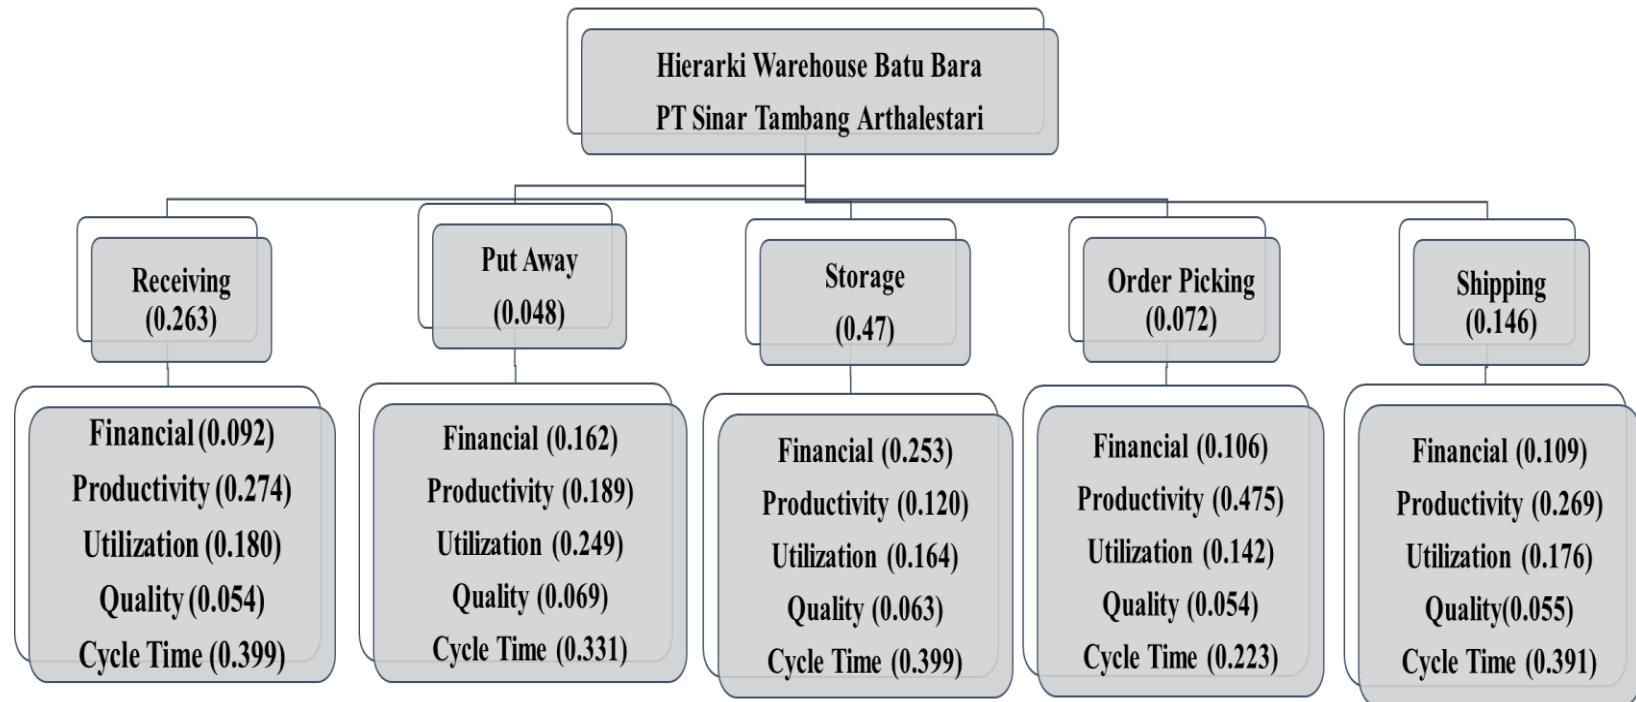 Hierarki Warehouse Batu Bara
PT Sinar Tambang Arthalestari
Receiving
(0.263)
Put Away
(0.048)
Storage
(0.47)
Order Picking
(0.072)
Shipping
(0.146)
Financial (0.092)
Productivity (0.274)
Utilization (0.180)
Quality (0.054)
Cycle Time (0.399)
Financial (0.162)
Productivity (0.189)
Utilization (0.249)
Quality (0.069)
Cycle Time (0.331)
Financial (0.253)
Productivity (0.120)
Utilization (0.164)
Quality (0.063)
Cycle Time (0.399)
Financial (0.106)
Productivity (0.475)
Utilization (0.142)
Quality (0.054)
Cycle Time (0.223)
Financial (0.109)
Productivity (0.269)
Utilization (0.176)
Quality(0.055)
Cycle Time (0.391)